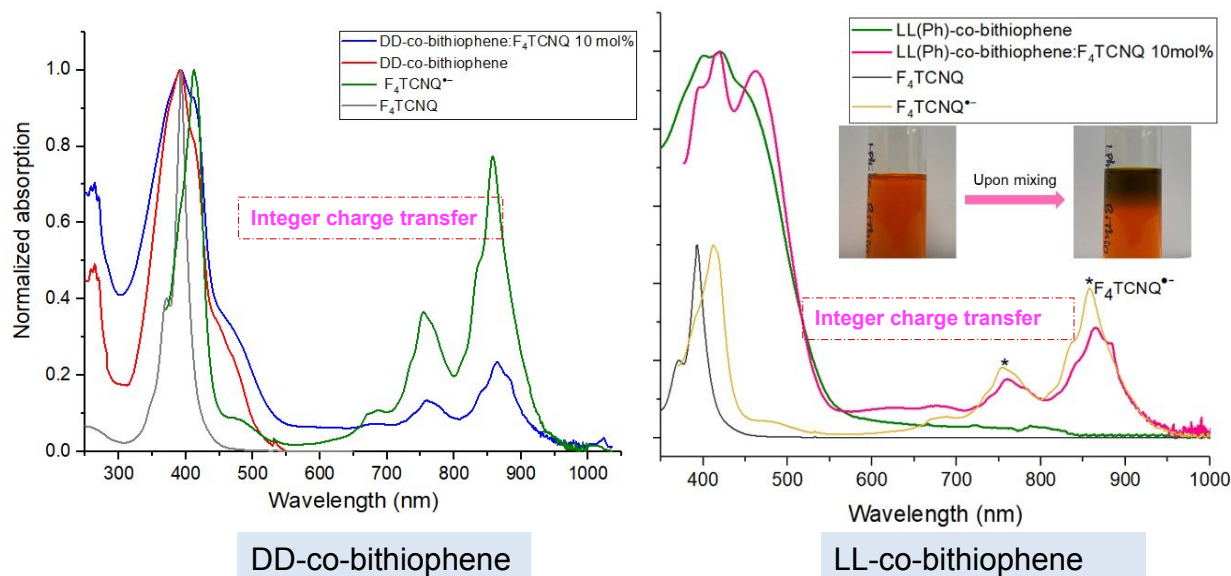 DD-co-bithiophene:F₄TCNQ 10 mol%
DD-co-bithiophene
F₄TCNQ•−
F₄TCNQ
Normalized absorption
1.0
0.8
0.6
0.4
0.2
0.0
Integer charge transfer
300 400 500 600 700 800 900 1000
Wavelength (nm)
DD-co-bithiophene
LL(Ph)-co-bithiophene
LL(Ph)-co-bithiophene:F₄TCNQ 10mol%
F₄TCNQ
F₄TCNQ•−
Upon mixing
*F₄TCNQ•−
Integer charge transfer
*
400 500 600 700 800 900 1000
Wavelength (nm)
LL-co-bithiophene